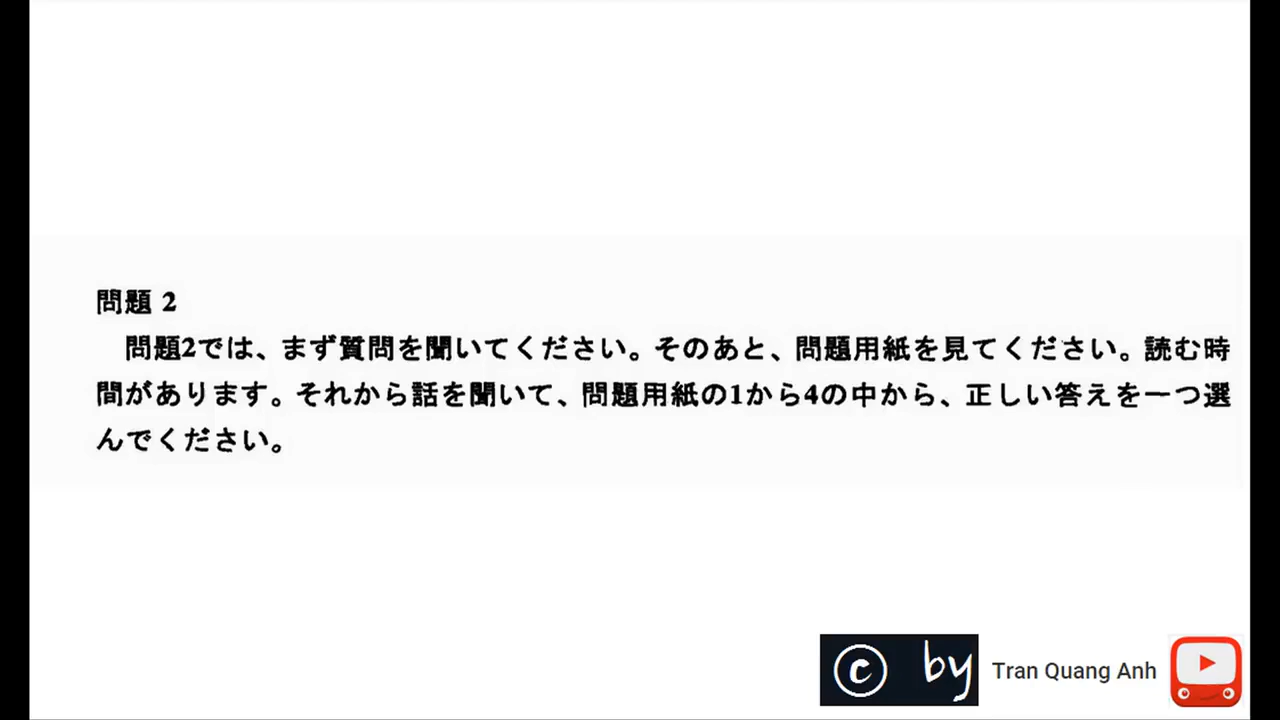 問題 2
問題2では、まず質問を聞いてください。そのあと、問題用紙を見てください。読む時
間があります。それから話を聞いて、問題用紙の1から4の中から、正しい答えを一つ選
んでください。
© by Tran Quang Anh